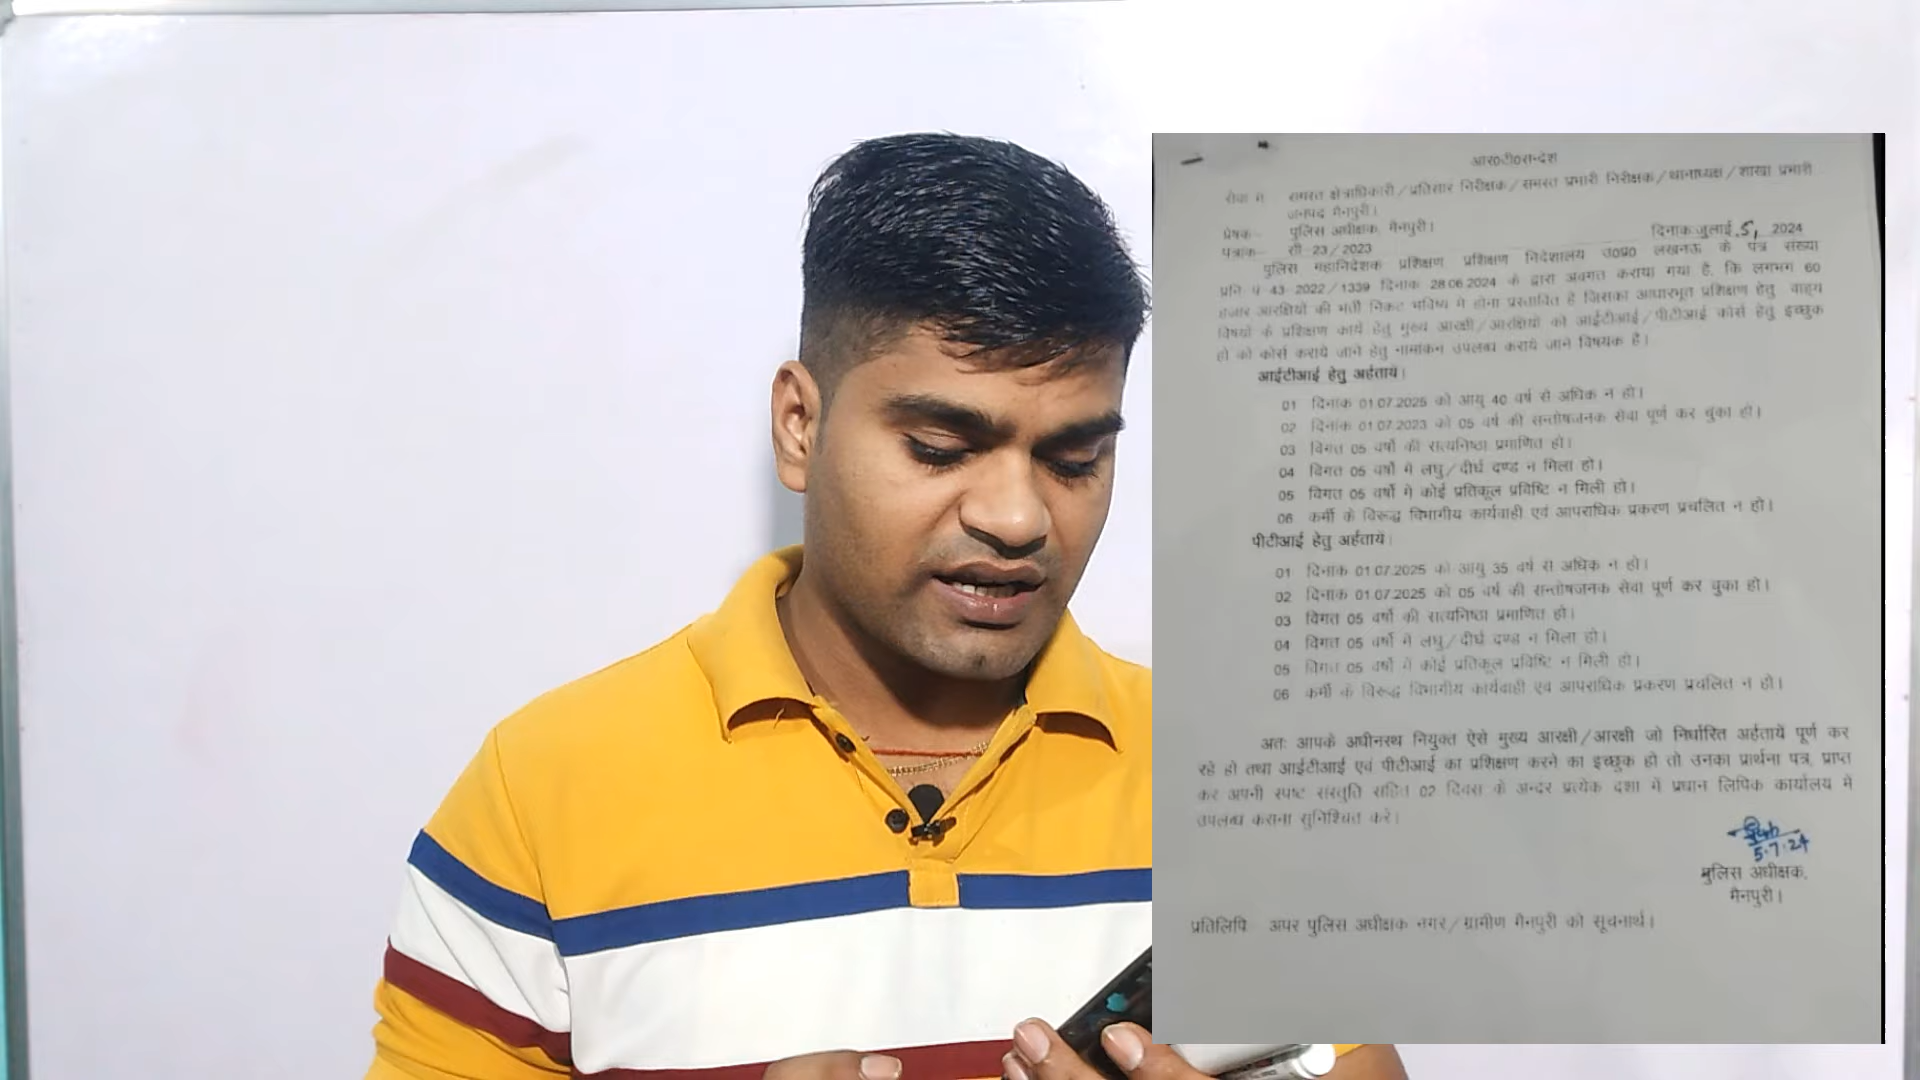 आर0टी0सन्देश
सेवा में समस्त क्षेत्राधिकारी/प्रतिसार निरीक्षक/समस्त प्रभारी निरीक्षक/थानाध्यक्ष/शाखा प्रभारी
जनपद मैनपुरी।
प्रेषक- पुलिस अधीक्षक, मैनपुरी।
पत्रांक- सी-23/2023 दिनांक जुलाई 5, 2024
पुलिस महानिदेशक प्रशिक्षण, प्रशिक्षण निदेशालय उ0प्र0 लखनऊ के पत्र संख्या
प्रनि-प-43-2022/1339 दिनांक 28.06.2024 के द्वारा अवगत कराया गया है, कि लगभग 60
हजार आरक्षियों की भर्ती निकट भविष्य में होना प्रस्तावित है जिसका आधारभूत प्रशिक्षण हेतु वाह्य
विषयों के प्रशिक्षण कार्य हेतु मुख्य आरक्षी/आरक्षियों को आईटीआई/पीटीआई कोर्स हेतु इच्छुक
हो को कोर्स कराये जाने हेतु नामांकन उपलब्ध कराये जाने विषयक है।
आईटीआई हेतु अर्हतायें।
01 दिनांक 01.07.2025 को आयु 40 वर्ष से अधिक न हो।
02 दिनांक 01.07.2023 को 05 वर्ष की सन्तोषजनक सेवा पूर्ण कर चुका हो।
03 विगत 05 वर्षों की सत्यनिष्ठा प्रमाणित हो।
04 विगत 05 वर्षों में लघु/दीर्घ दण्ड न मिला हो।
05 विगत 05 वर्षों में कोई प्रतिकूल प्रविष्टि न मिली हो।
06 कर्मी के विरूद्ध विभागीय कार्यवाही एवं आपराधिक प्रकरण प्रचलित न हो।
पीटीआई हेतु अर्हतायें।
01 दिनांक 01.07.2025 को आयु 35 वर्ष से अधिक न हो।
02 दिनांक 01.07.2025 को 05 वर्ष की सन्तोषजनक सेवा पूर्ण कर चुका हो।
03 विगत 05 वर्षों की सत्यनिष्ठा प्रमाणित हो।
04 विगत 05 वर्षों में लघु/दीर्घ दण्ड न मिला हो।
05 विगत 05 वर्षों में कोई प्रतिकूल प्रविष्टि न मिली हो।
06 कर्मी के विरूद्ध विभागीय कार्यवाही एवं आपराधिक प्रकरण प्रचलित न हो।
अतः आपके अधीनस्थ नियुक्त ऐसे मुख्य आरक्षी/आरक्षी जो निर्धारित अर्हतायें पूर्ण कर
रहे हो तथा आईटीआई एवं पीटीआई का प्रशिक्षण करने का इच्छुक हो तो उनका प्रार्थना पत्र, प्राप्त
कर अपनी स्पष्ट संस्तुति सहित 02 दिवस के अन्दर प्रत्येक दशा में प्रधान लिपिक कार्यालय में
उपलब्ध कराना सुनिश्चित करें।
5.7.24
पुलिस अधीक्षक,
मैनपुरी।
प्रतिलिपि- अपर पुलिस अधीक्षक नगर/ग्रामीण मैनपुरी को सूचनार्थ।